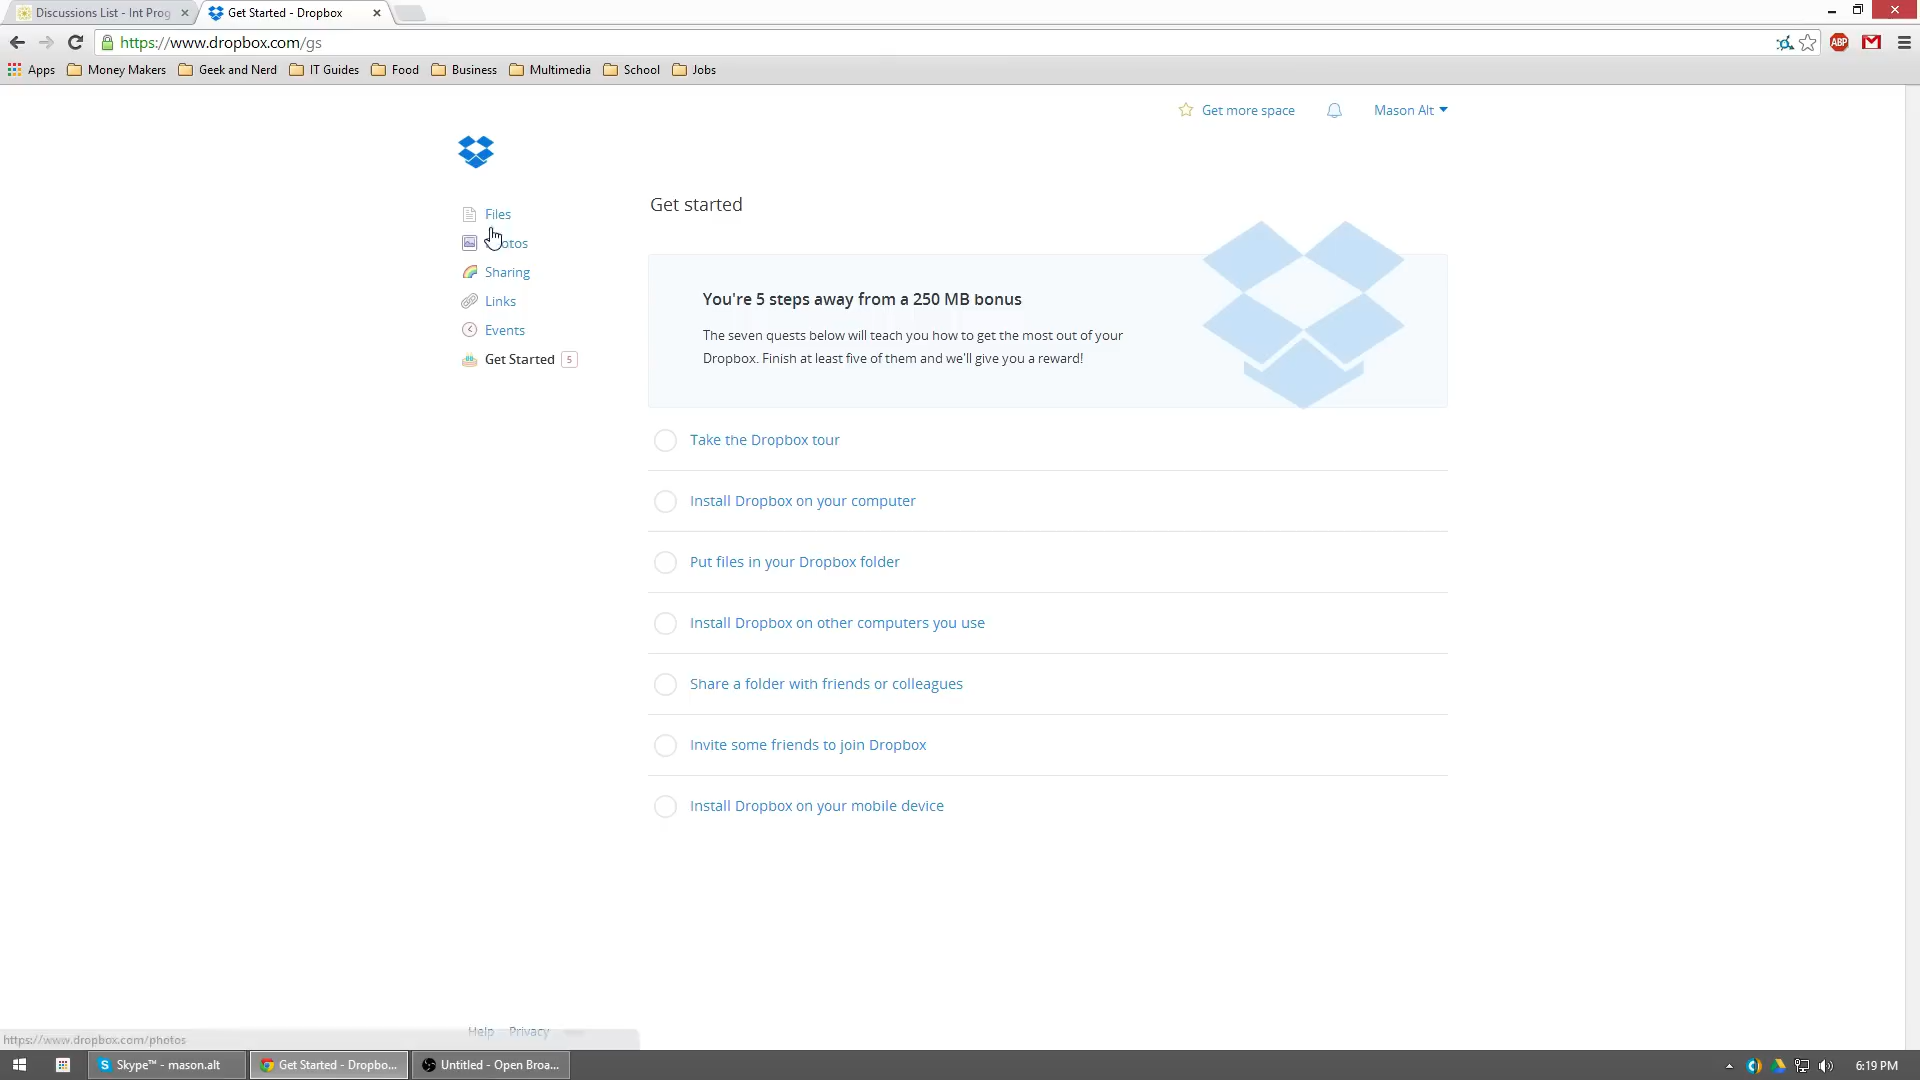 Discussions List - Int Prog
Get Started - Dropbox
https://www.dropbox.com/gs
ABP
Apps
Money Makers
Geek and Nerd
IT Guides
Food
Business
Multimedia
School
Jobs
Get more space
Mason Alt
Files
otos
Sharing
Links
Events
Get Started 5
Get started
You're 5 steps away from a 250 MB bonus
The seven quests below will teach you how to get the most out of your
Dropbox. Finish at least five of them and we'll give you a reward!
Take the Dropbox tour
Install Dropbox on your computer
Put files in your Dropbox folder
Install Dropbox on other computers you use
Share a folder with friends or colleagues
Invite some friends to join Dropbox
Install Dropbox on your mobile device
Help Privacy
https://www.dropbox.com/photos
Skype™ - mason.alt
Get Started - Dropbo...
Untitled - Open Broa...
6:19 PM